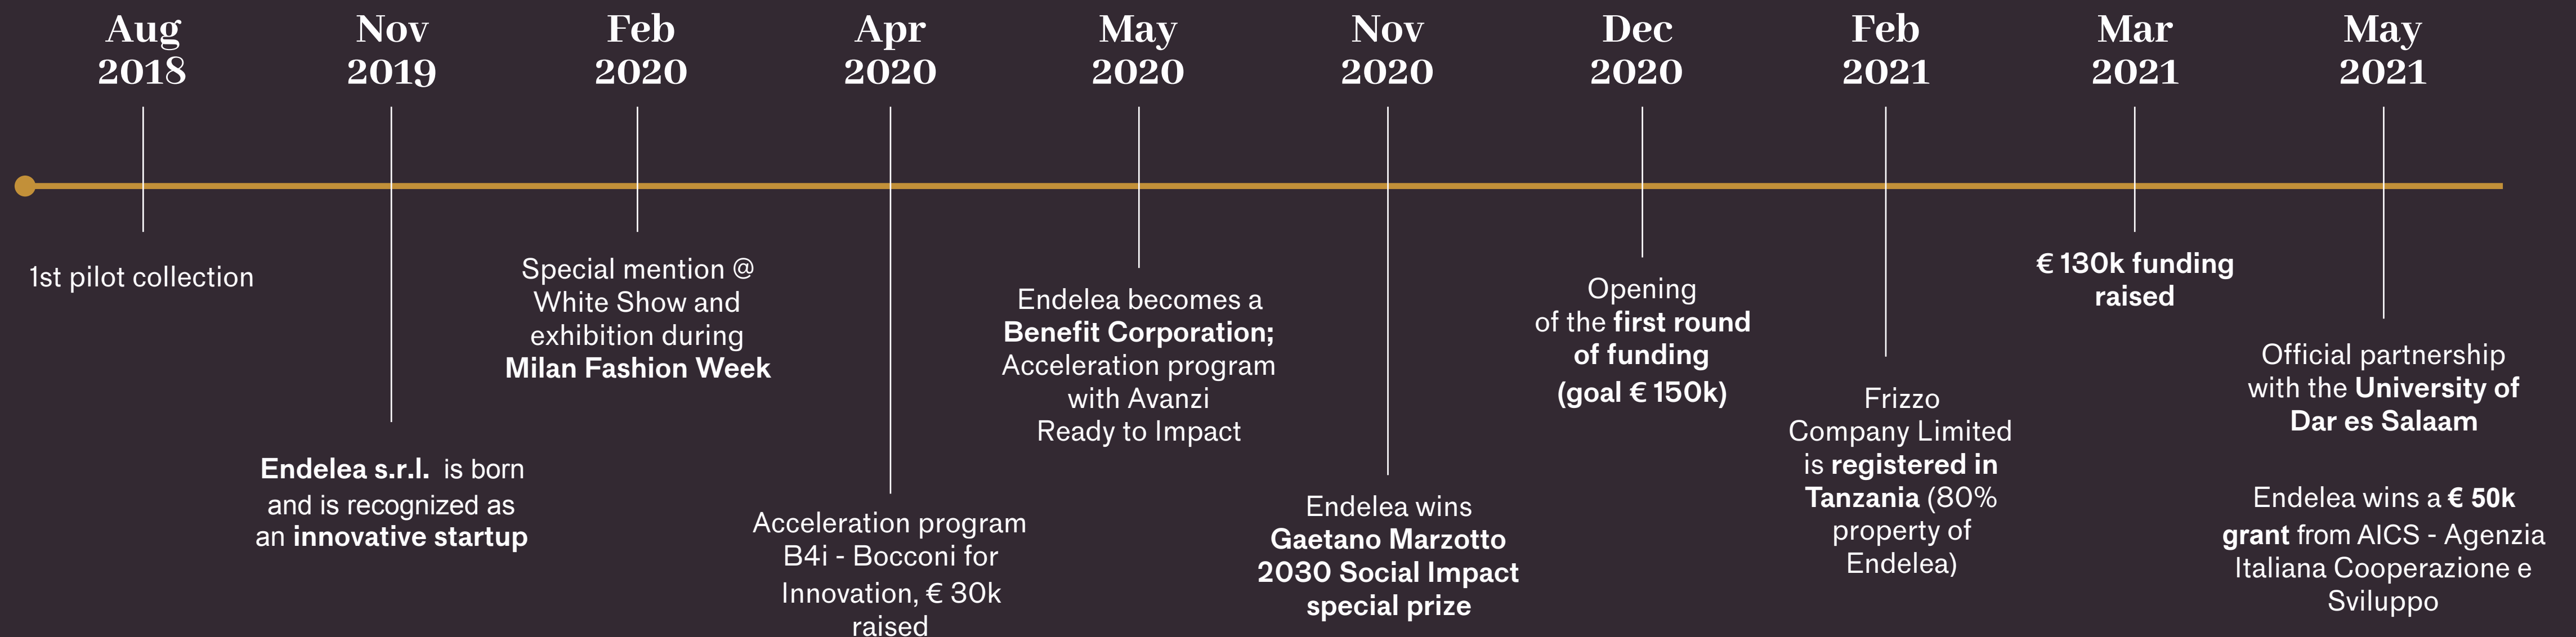 Aug
2018
Nov
2019
Feb
2020
Apr
2020
May
2020
Nov
2020
Dec
2020
Feb
2021
Mar
2021
May
2021
1st pilot collection
Endelea s.r.l. is born
and is recognized as
an innovative startup
Special mention @
White Show and
exhibition during
Milan Fashion Week
Acceleration program
B4i - Bocconi for
Innovation, € 30k
raised
Endelea becomes a
Benefit Corporation;
Acceleration program
with Avanzi
Ready to Impact
Endelea wins
Gaetano Marzotto
2030 Social Impact
special prize
Opening
of the first round
of funding
(goal € 150k)
Frizzo
Company Limited
is registered in
Tanzania (80%
property of
Endelea)
€ 130k funding
raised
Official partnership
with the University of
Dar es Salaam
Endelea wins a € 50k
grant from AICS - Agenzia
Italiana Cooperazione e
Sviluppo